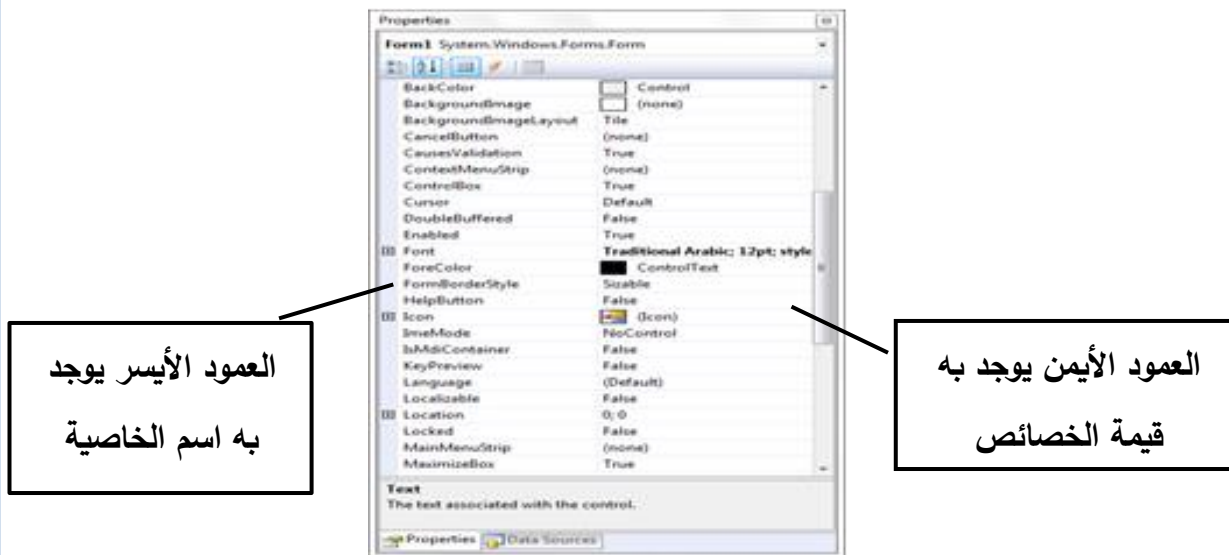 Properties
Form1 System.Windows.Forms.Form
BackColor Control
BackgroundImage (none)
BackgroundImageLayout Tile
CancelButton (none)
CausesValidation True
ContextMenuStrip (none)
ControlBox True
Cursor Default
DoubleBuffered False
Enabled True
Font Traditional Arabic; 12pt; style
ForeColor ControlText
FormBorderStyle Sizable
HelpButton False
Icon (Icon)
ImeMode NoControl
IsMdiContainer False
KeyPreview False
Language (Default)
Localizable False
Location 0; 0
Locked False
MainMenuStrip (none)
MaximizeBox True
Text
The text associated with the control.
Properties Data Sources
العمود الأيمن يوجد به
قيمة الخصائص
العمود الأيسر يوجد
به اسم الخاصية